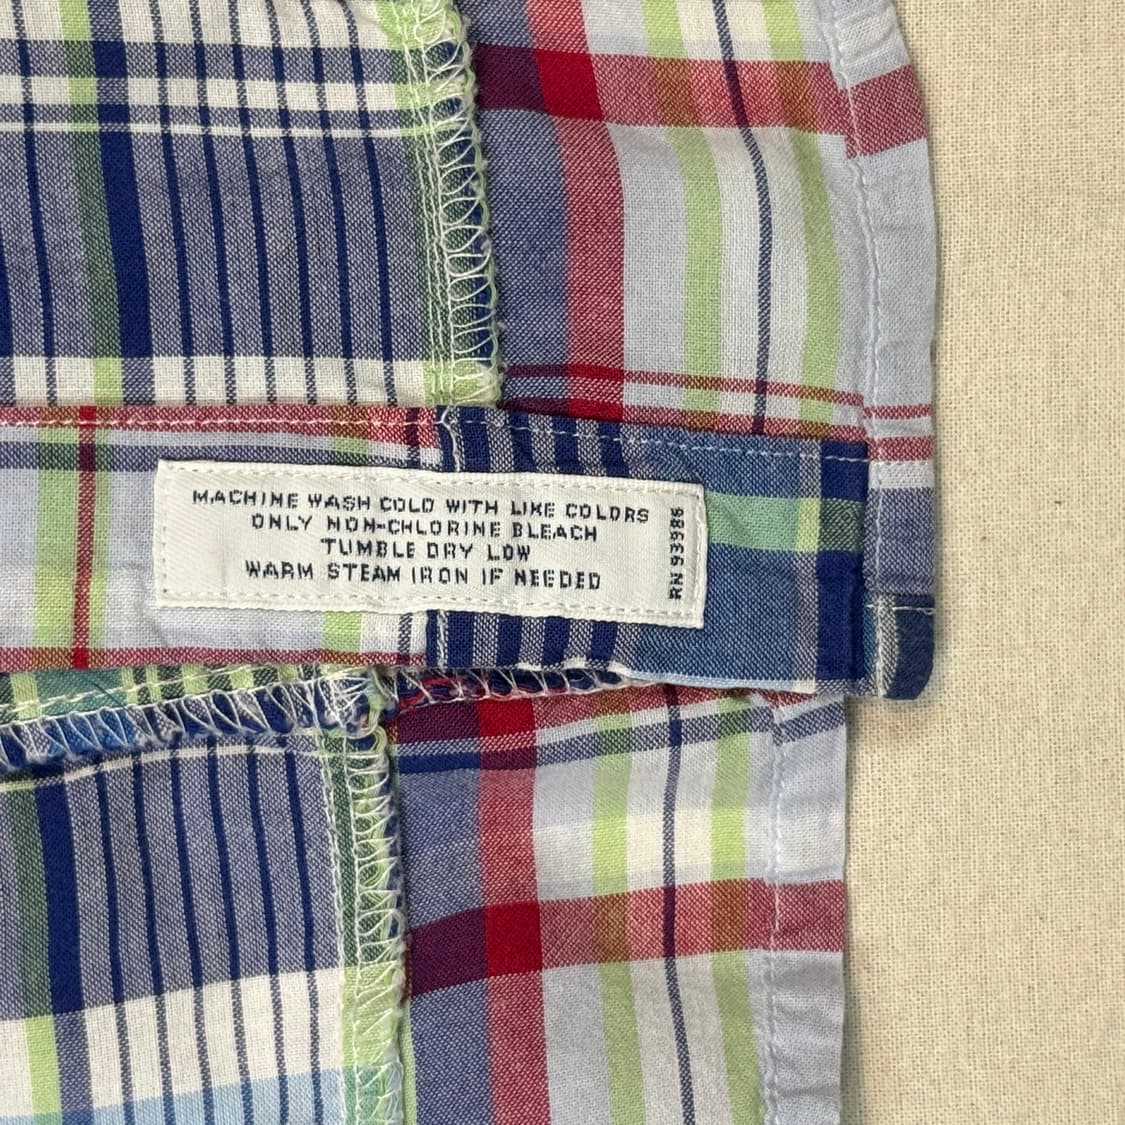 MACHINE WASH COLD WITH LIKE COLORS
ONLY NON-CHLORINE BLEACH
TUMBLE DRY LOW
WARM STEAM IRON IF NEEDED
RN 93986